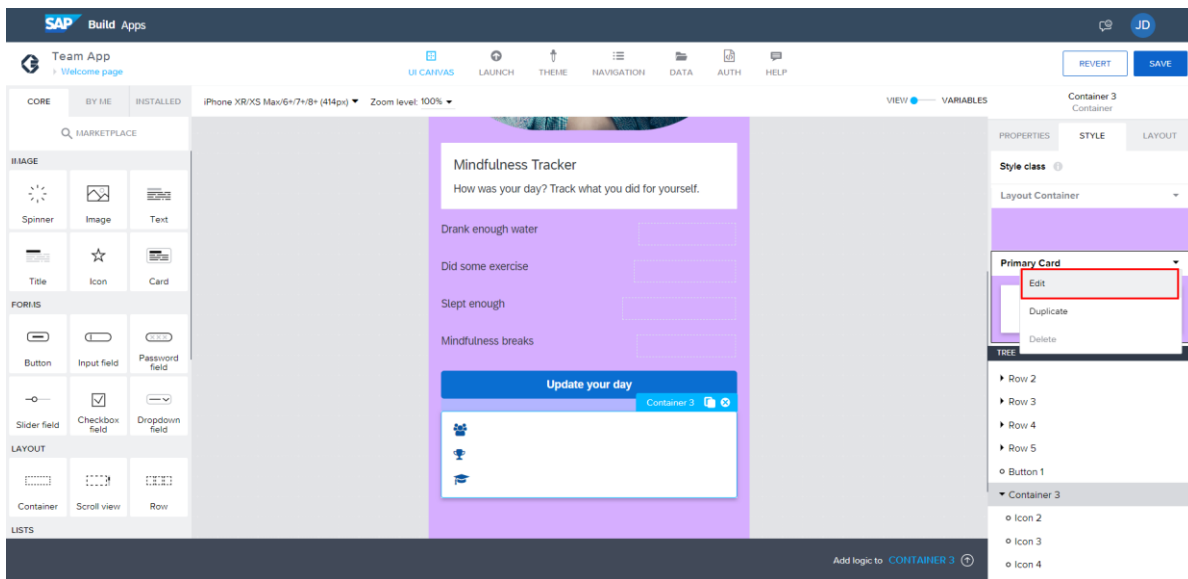 SAP Build Apps
JD
Team App
Welcome page
UI CANVAS LAUNCH THEME NAVIGATION DATA AUTH HELP
REVERT SAVE
CORE BY ME INSTALLED
iPhone XR/XS Max/6+/7+/8+ (414px) Zoom level: 100%
VIEW VARIABLES
Container 3
Container
MARKETPLACE
PROPERTIES STYLE LAYOUT
IMAGE
Spinner Image Text
Title Icon Card
FORMS
Button Input field Password field
Slider field Checkbox field Dropdown field
LAYOUT
Container Scroll view Row
LISTS
Mindfulness Tracker
How was your day? Track what you did for yourself.
Drank enough water
Did some exercise
Slept enough
Mindfulness breaks
Update your day
Container 3
Style class
Layout Container
Primary Card
Edit
Duplicate
Delete
TREE
Row 2
Row 3
Row 4
Row 5
Button 1
Container 3
Icon 2
Icon 3
Icon 4
Add logic to CONTAINER 3